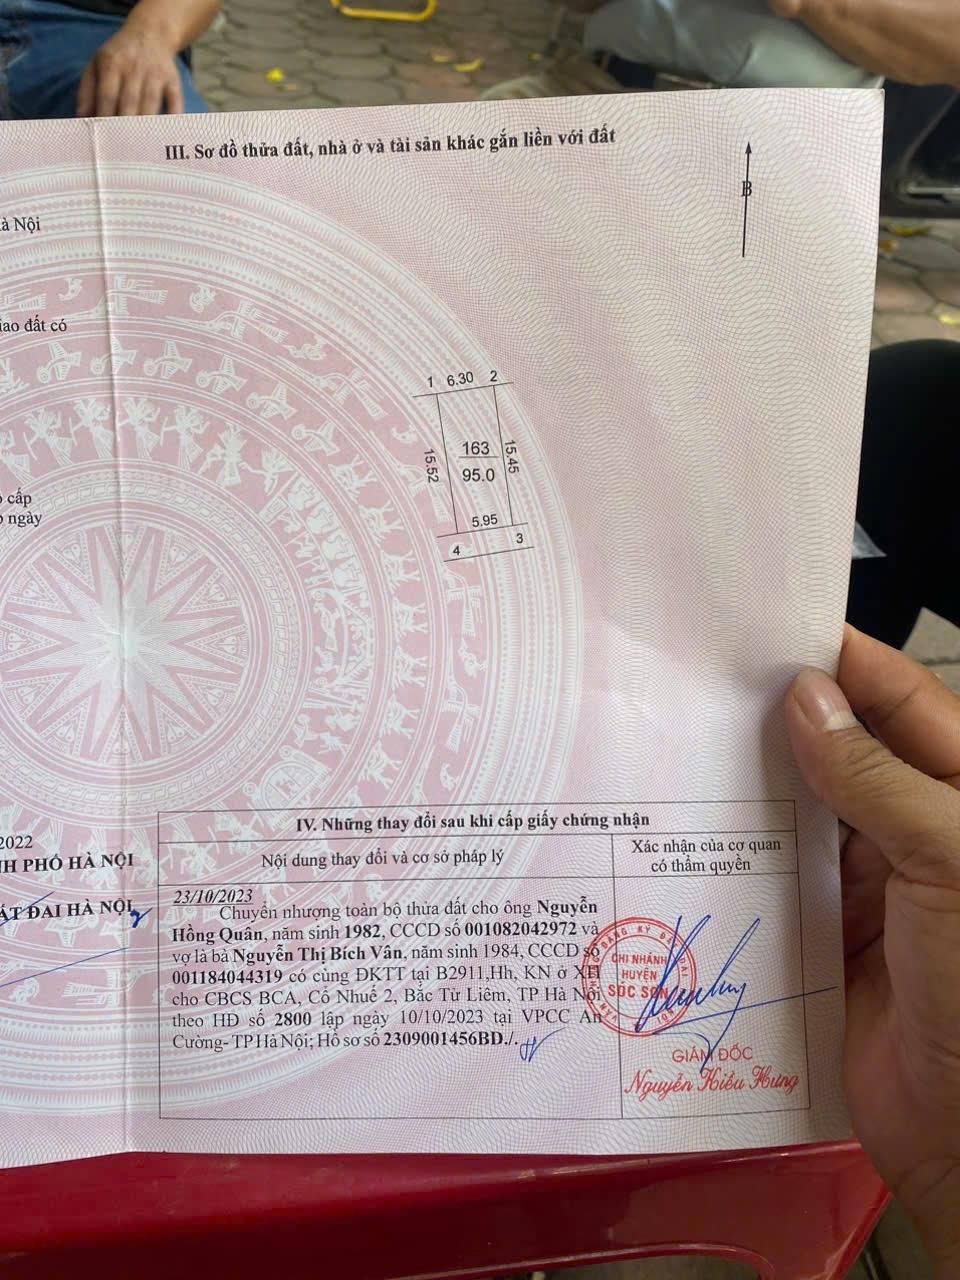 III. Sơ đồ thửa đất, nhà ở và tài sản khác gắn liền với đất
B
à Nội
iao đất có
1 6.30 2
163
15.52
15.45
95.0
5.95
4
3
cấp
ngày
2022
NH PHỐ HÀ NỘI
ẤT ĐAI HÀ NỘI
IV. Những thay đổi sau khi cấp giấy chứng nhận
Nội dung thay đổi và cơ sở pháp lý
Xác nhận của cơ quan
có thẩm quyền
23/10/2023
Chuyển nhượng toàn bộ thửa đất cho ông Nguyễn
Hồng Quân, năm sinh 1982, CCCD số 001082042972 và
vợ là bà Nguyễn Thị Bích Vân, năm sinh 1984, CCCD số
001184044319 có cùng ĐKTT tại B2911,Hh, KN ở XH
cho CBCS BCA, Cổ Nhuế 2, Bắc Từ Liêm, TP Hà Nội
theo HĐ số 2800 lập ngày 10/10/2023 tại VPCC An
Cường- TP Hà Nội; Hồ sơ số 2309001456BD./.
CHI NHÁNH
HUYỆN
SÓC SƠN
GIÁM ĐỐC
Nguyễn Kiều Hưng